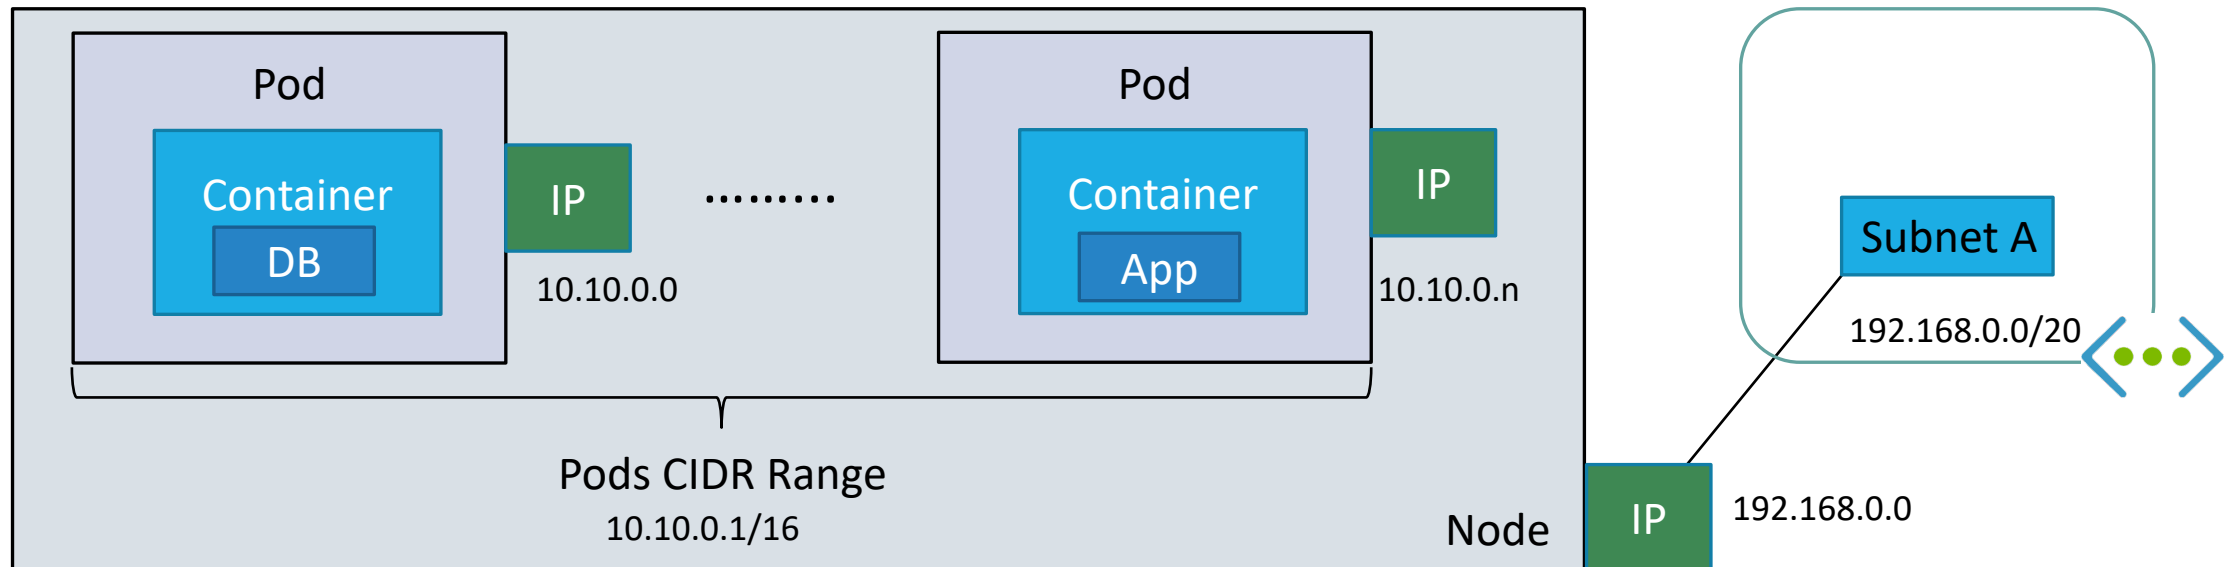 Pod
Container
DB
IP
10.10.0.0
.........
Pod
Container
App
IP
10.10.0.n
Subnet A
192.168.0.0/20
Pods CIDR Range
10.10.0.1/16
Node
IP
192.168.0.0